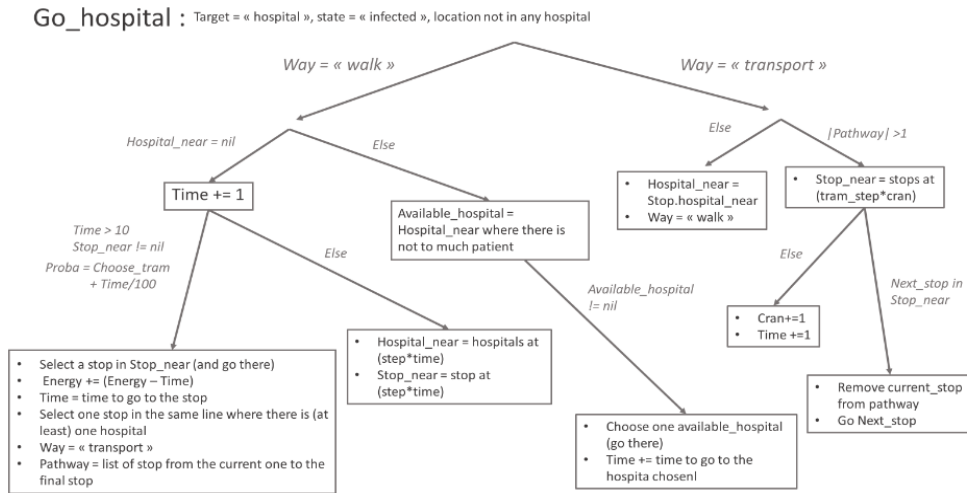 Go_hospital : Target = « hospital », state = « infected », location not in any hospital
Way = « walk »
Way = « transport »
Hospital_near = nil
Else
Else
|Pathway| >1
Time += 1
Available_hospital =
Hospital_near where there is
not to much patient
• Hospital_near =
Stop.hospital_near
• Way = « walk »
• Stop_near = stops at
(tram_step*cran)
Time > 10
Stop_near != nil
Proba = Choose_tram
+ Time/100
Else
Available_hospital
!= nil
Else
Next_stop in
Stop_near
• Cran+=1
• Time +=1
• Select a stop in Stop_near (and go there)
• Energy += (Energy – Time)
• Time = time to go to the stop
• Select one stop in the same line where there is (at
least) one hospital
• Way = « transport »
• Pathway = list of stop from the current one to the
final stop
• Hospital_near = hospitals at
(step*time)
• Stop_near = stop at
(step*time)
• Choose one available_hospital
(go there)
• Time += time to go to the
hospita chosenl
• Remove current_stop
from pathway
• Go Next_stop